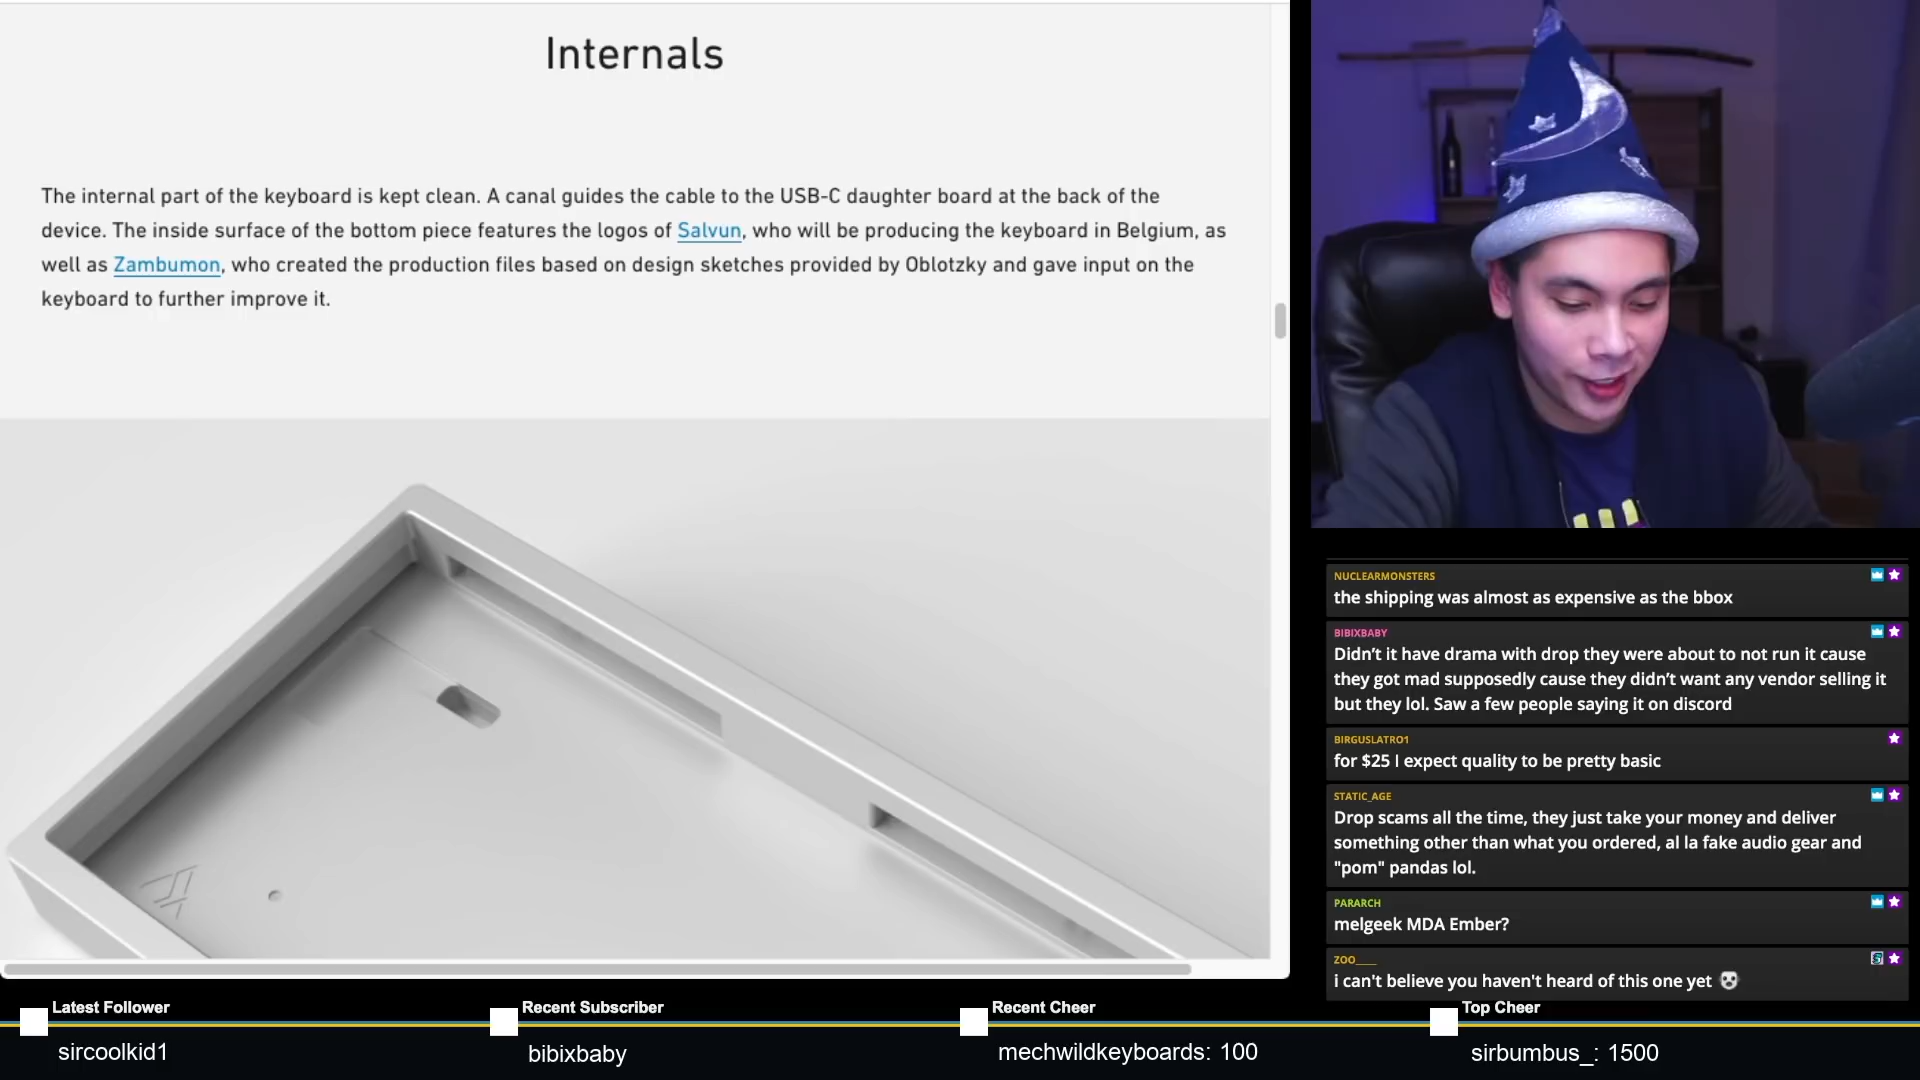 Internals
The internal part of the keyboard is kept clean. A canal guides the cable to the USB-C daughter board at the back of the
device. The inside surface of the bottom piece features the logos of Salvun, who will be producing the keyboard in Belgium, as
well as Zambumon, who created the production files based on design sketches provided by Oblotzky and gave input on the
keyboard to further improve it.
NUCLEARMONSTERS
the shipping was almost as expensive as the bbox
BIBIXBABY
Didn't it have drama with drop they were about to not run it cause
they got mad supposedly cause they didn't want any vendor selling it
but they lol. Saw a few people saying it on discord
BIRGUSLATRO1
for $25 I expect quality to be pretty basic
STATIC_AGE
Drop scams all the time, they just take your money and deliver
something other than what you ordered, al la fake audio gear and
"pom" pandas lol.
PARARCH
melgeek MDA Ember?
ZOO____
i can't believe you haven't heard of this one yet
Latest Follower
sircoolkid1
Recent Subscriber
bibixbaby
Recent Cheer
mechwildkeyboards: 100
Top Cheer
sirbumbus_: 1500